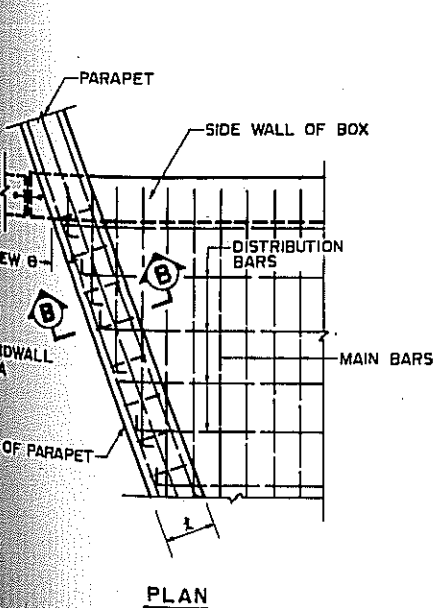 PARAPET
SIDE WALL OF BOX
DISTRIBUTION
BARS
B
B
MAIN BARS
OF PARAPET
L
PLAN